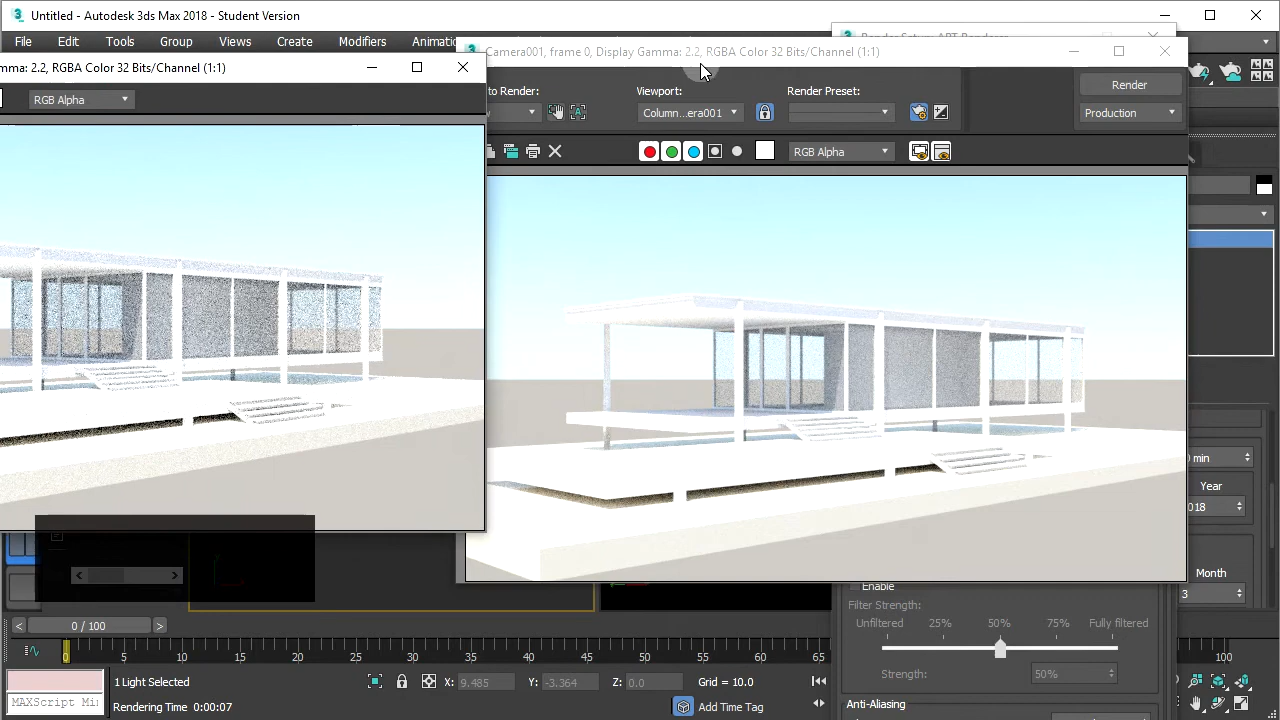 Untitled - Autodesk 3ds Max 2018 - Student Version
File Edit Tools Group Views Create Modifiers Animati
Camera001, frame 0, Display Gamma: 2.2, RGBA Color 32 Bits/Channel (1:1)
mma: 2.2, RGBA Color 32 Bits/Channel (1:1)
RGB Alpha
to Render:
Viewport:
Render Preset:
Column...era001
Render
Production
RGB Alpha
min
Year
018
Month
3
Enable
Filter Strength:
Unfiltered 25% 50% 75% Fully filtered
Strength: 50%
Anti-Aliasing
< 0 / 100 >
0 5 10 15 20 25 30 35 40 45 50 55 60 65 100
1 Light Selected
X: 9.485 Y: -3.364 Z: 0.0 Grid = 10.0
MAXScript Mi
Rendering Time 0:00:07
Add Time Tag